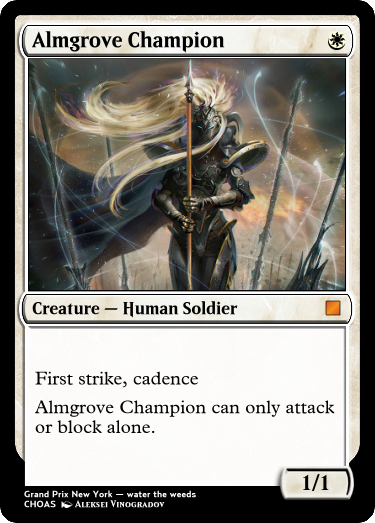 Almgrove Champion
Creature — Human Soldier
First strike, cadence
Almgrove Champion can only attack
or block alone.
1/1
Grand Prix New York — water the weeds
CHOAS Aleksei Vinogradov